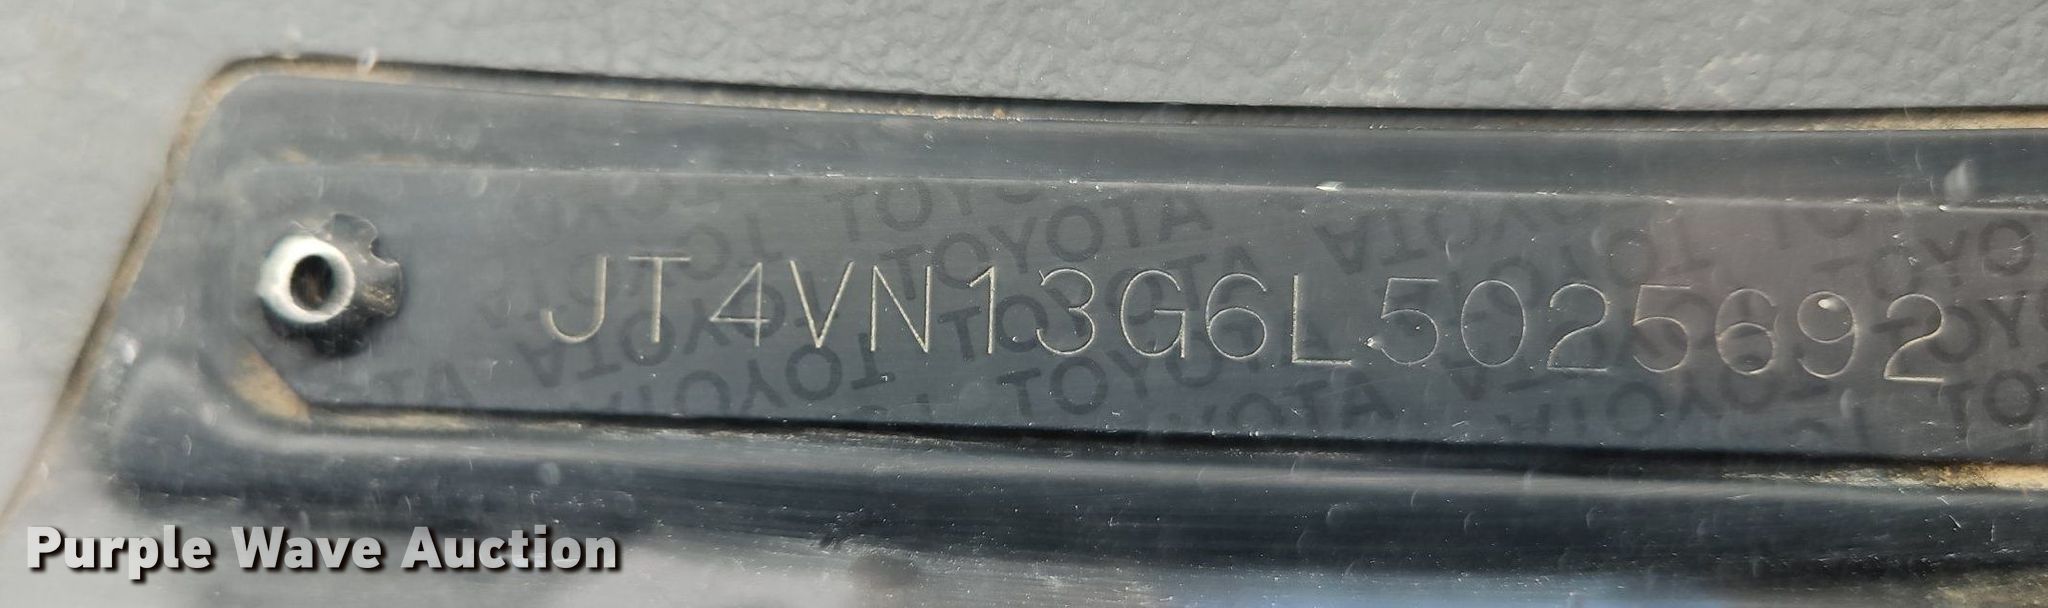 JT4VN13G6L5025692
Purple Wave Auction